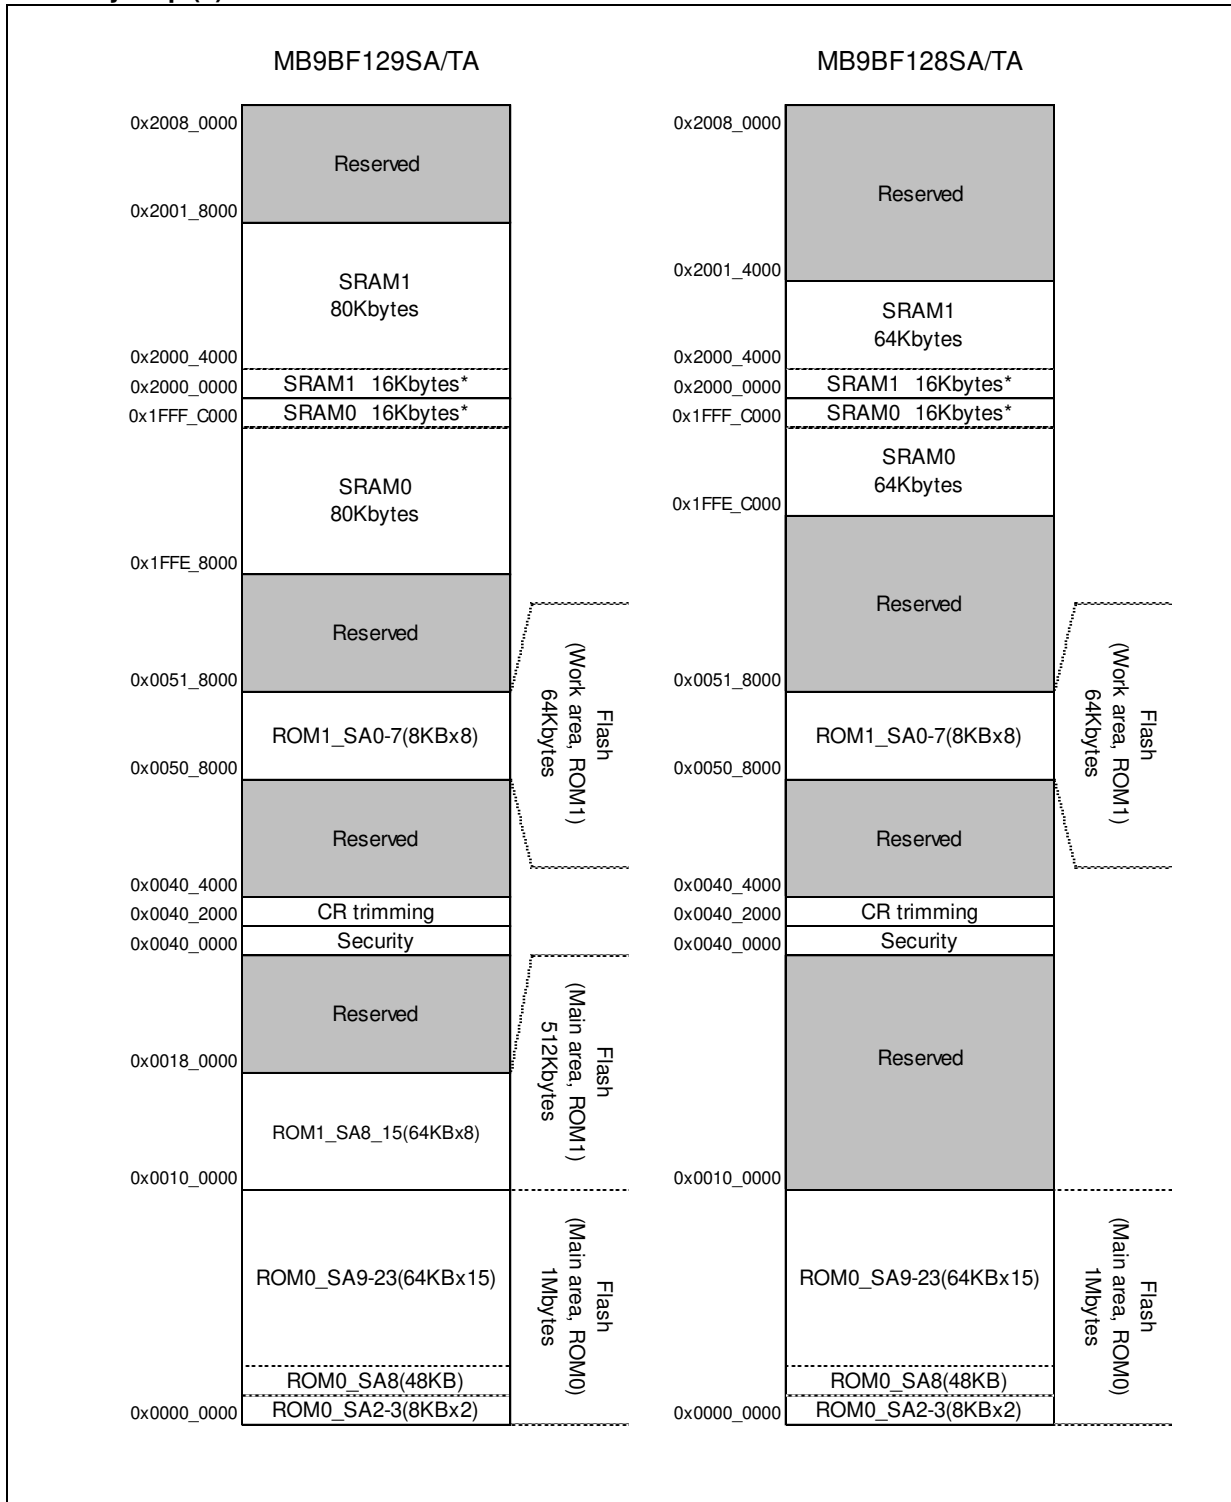 MB9BF129SA/TA
0x2008_0000
Reserved
0x2001_8000
SRAM1
80Kbytes
0x2000_4000
SRAM1 16Kbytes*
0x2000_0000
SRAM0 16Kbytes*
0x1FFF_C000
SRAM0
80Kbytes
0x1FFE_8000
Reserved
0x0051_8000
ROM1_SA0-7(8KBx8)
0x0050_8000
Flash
(Work area, ROM1)
64Kbytes
Reserved
0x0040_4000
CR trimming
0x0040_2000
Security
0x0040_0000
Reserved
0x0018_0000
Flash
(Main area, ROM1)
512Kbytes
ROM1_SA8_15(64KBx8)
0x0010_0000
ROM0_SA9-23(64KBx15)
Flash
(Main area, ROM0)
1Mbytes
ROM0_SA8(48KB)
ROM0_SA2-3(8KBx2)
0x0000_0000
MB9BF128SA/TA
0x2008_0000
Reserved
0x2001_4000
SRAM1
64Kbytes
0x2000_4000
SRAM1 16Kbytes*
0x2000_0000
SRAM0 16Kbytes*
0x1FFF_C000
SRAM0
64Kbytes
0x1FFE_C000
Reserved
0x0051_8000
ROM1_SA0-7(8KBx8)
0x0050_8000
Flash
(Work area, ROM1)
64Kbytes
Reserved
0x0040_4000
CR trimming
0x0040_2000
Security
0x0040_0000
Reserved
0x0010_0000
ROM0_SA9-23(64KBx15)
Flash
(Main area, ROM0)
1Mbytes
ROM0_SA8(48KB)
ROM0_SA2-3(8KBx2)
0x0000_0000